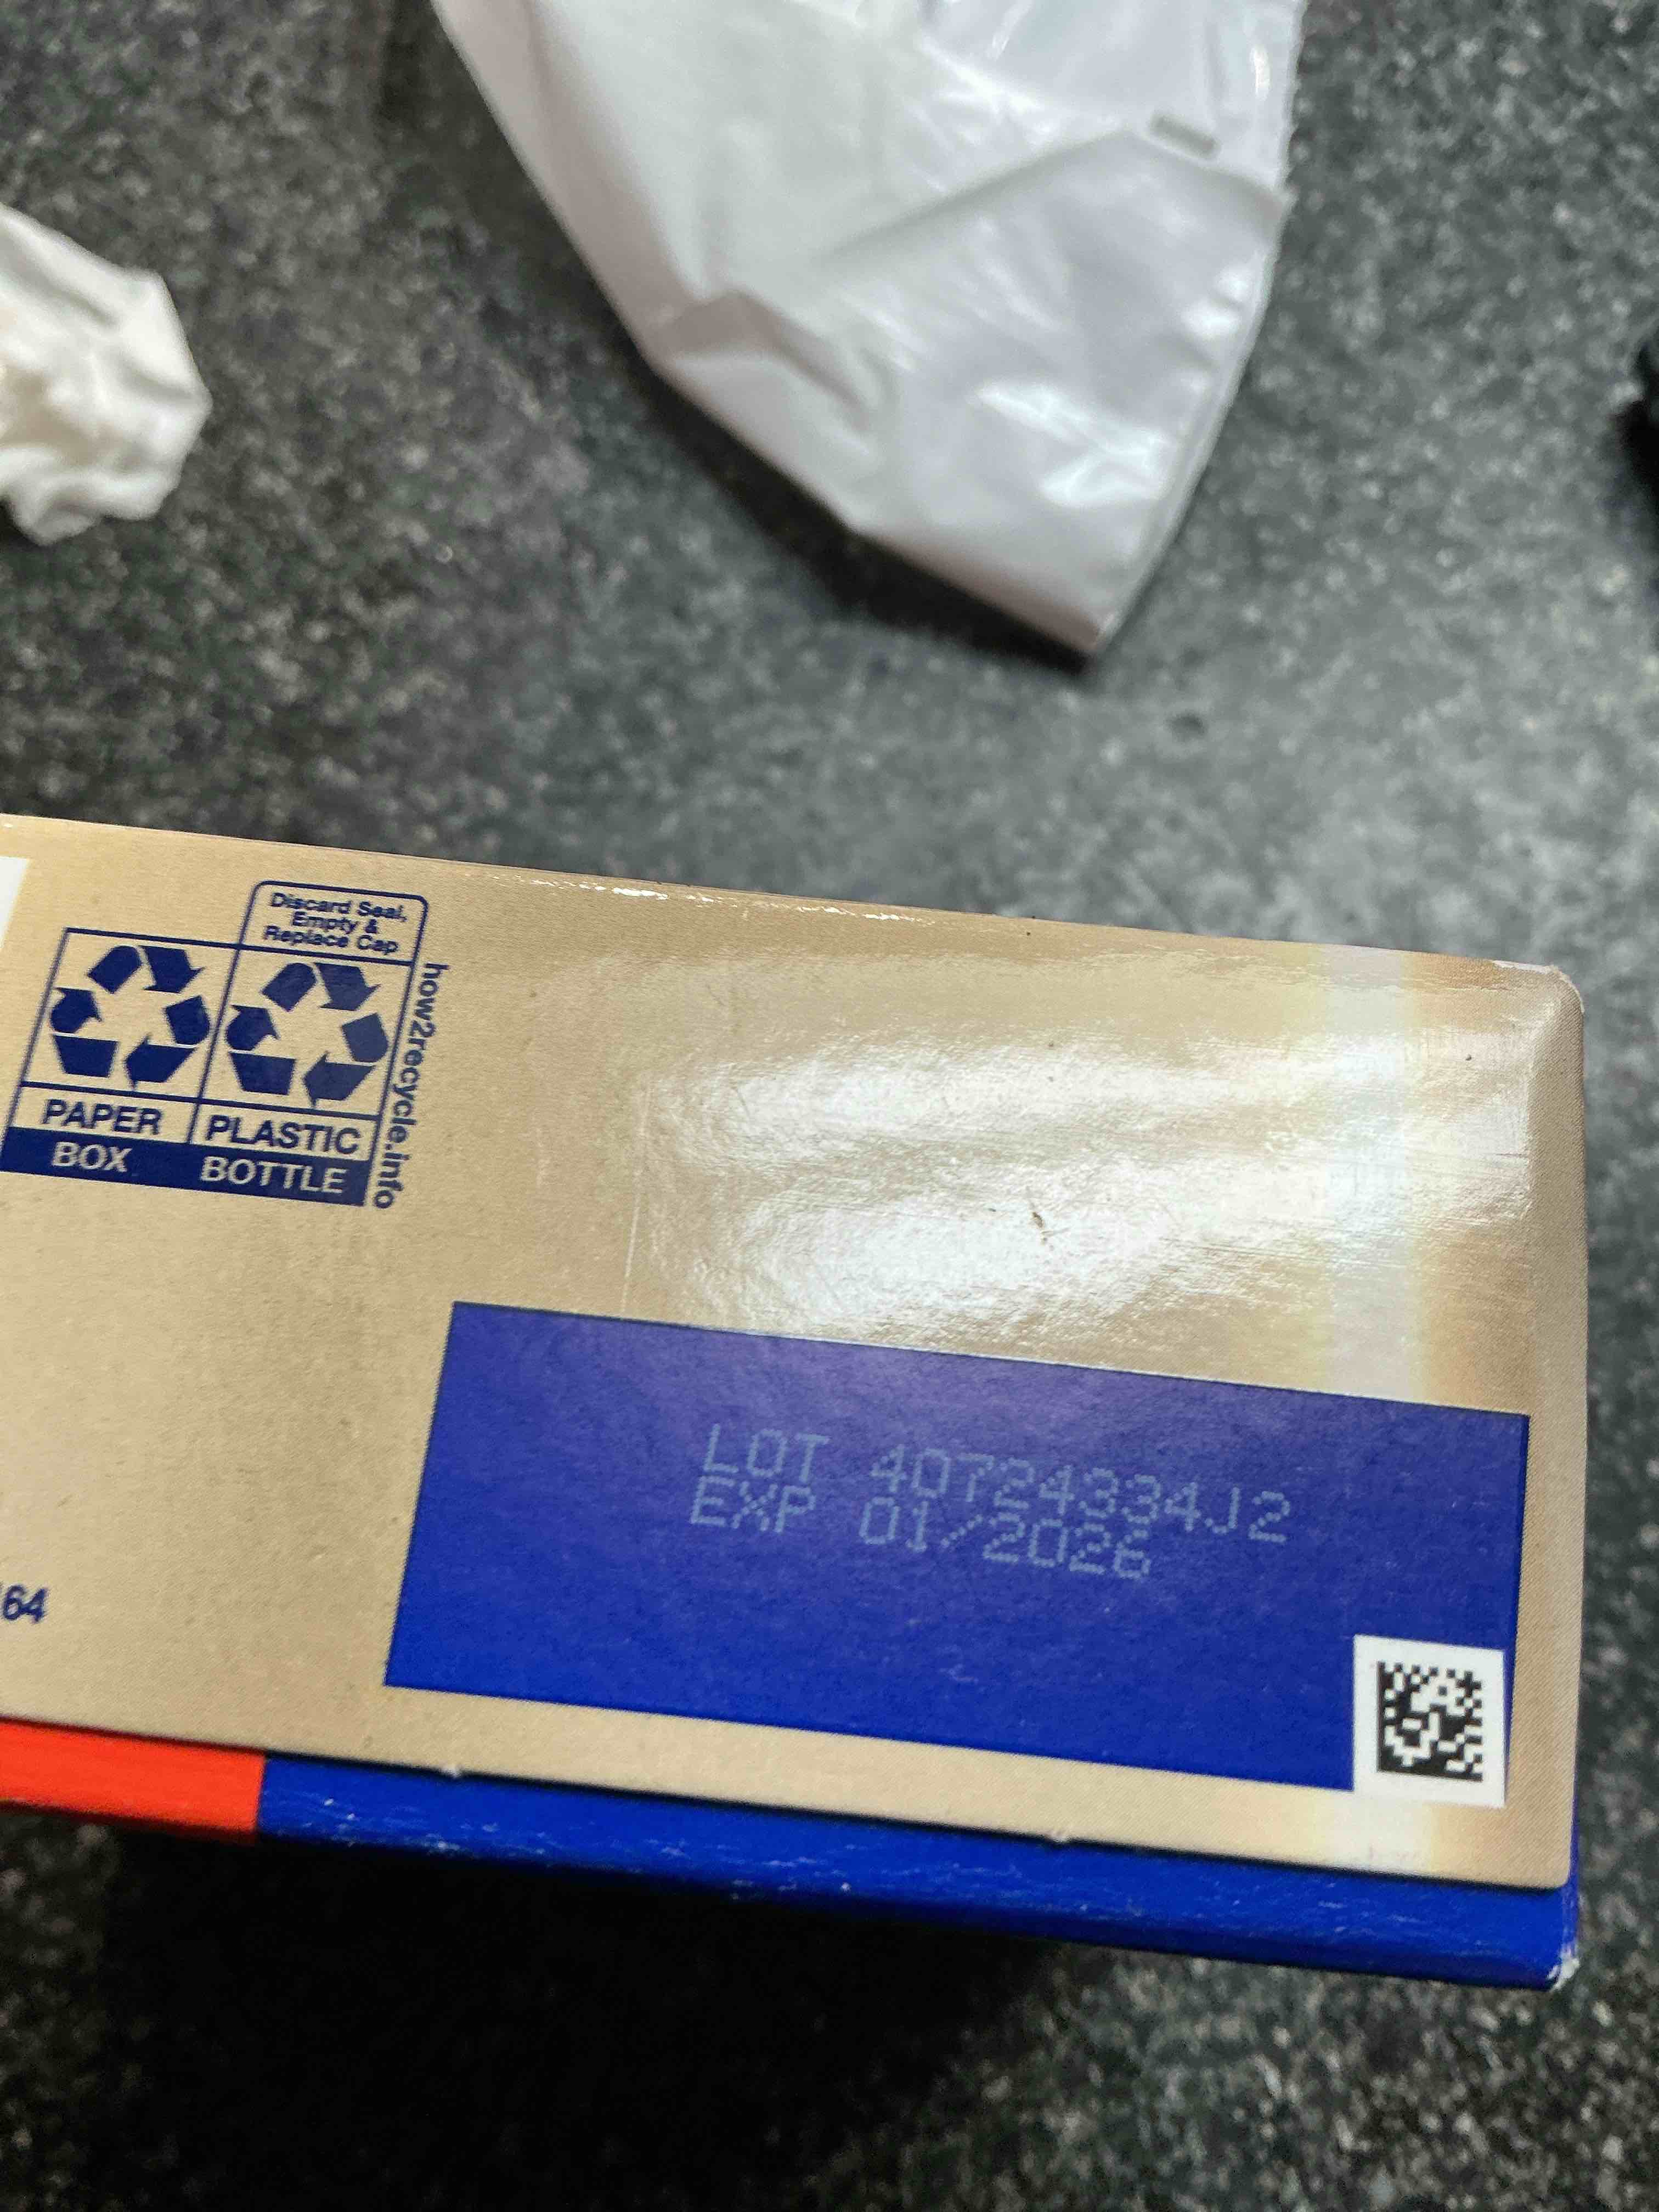 Discard Seal,
Empty &
Replace Cap
PAPER
PLASTIC
BOX
BOTTLE
how2recycle.info
LOT 40724334J2
EXP 01/2026
64